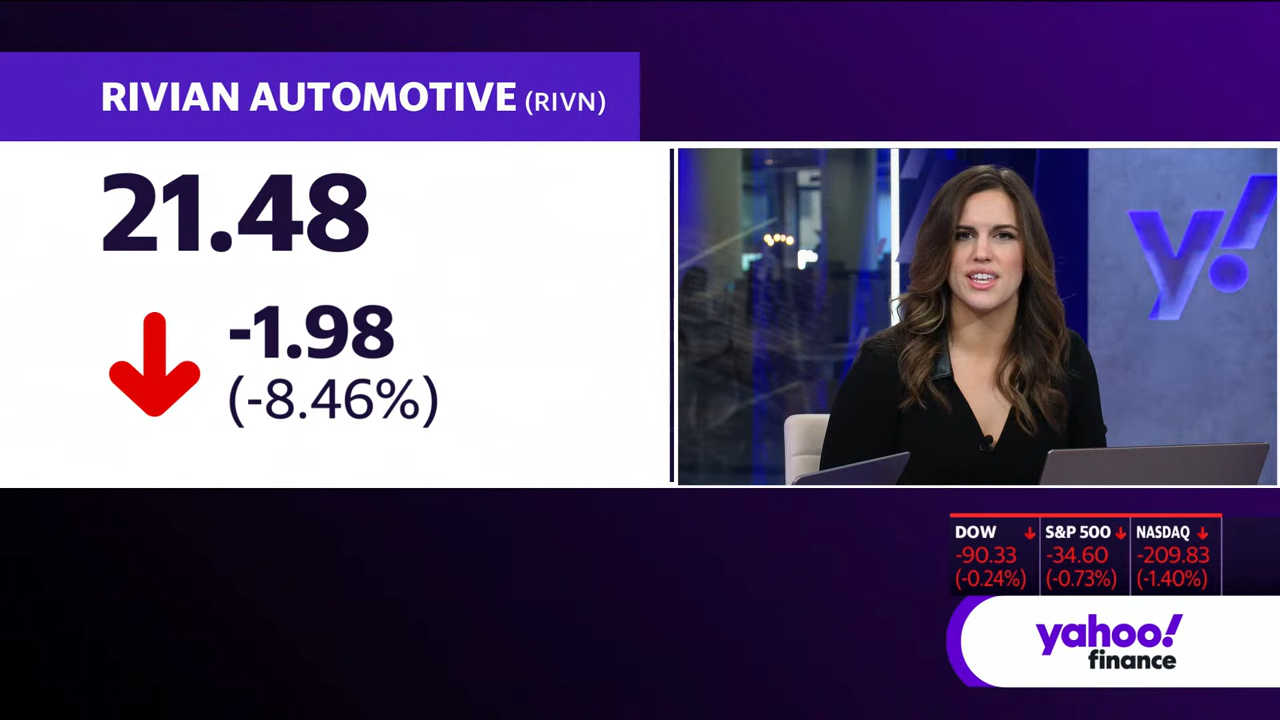 RIVIAN AUTOMOTIVE (RIVN)
21.48
-1.98
(-8.46%)
y!
DOW
-90.33
(-0.24%)
S&P 500
-34.60
(-0.73%)
NASDAQ
-209.83
(-1.40%)
yahoo!
finance